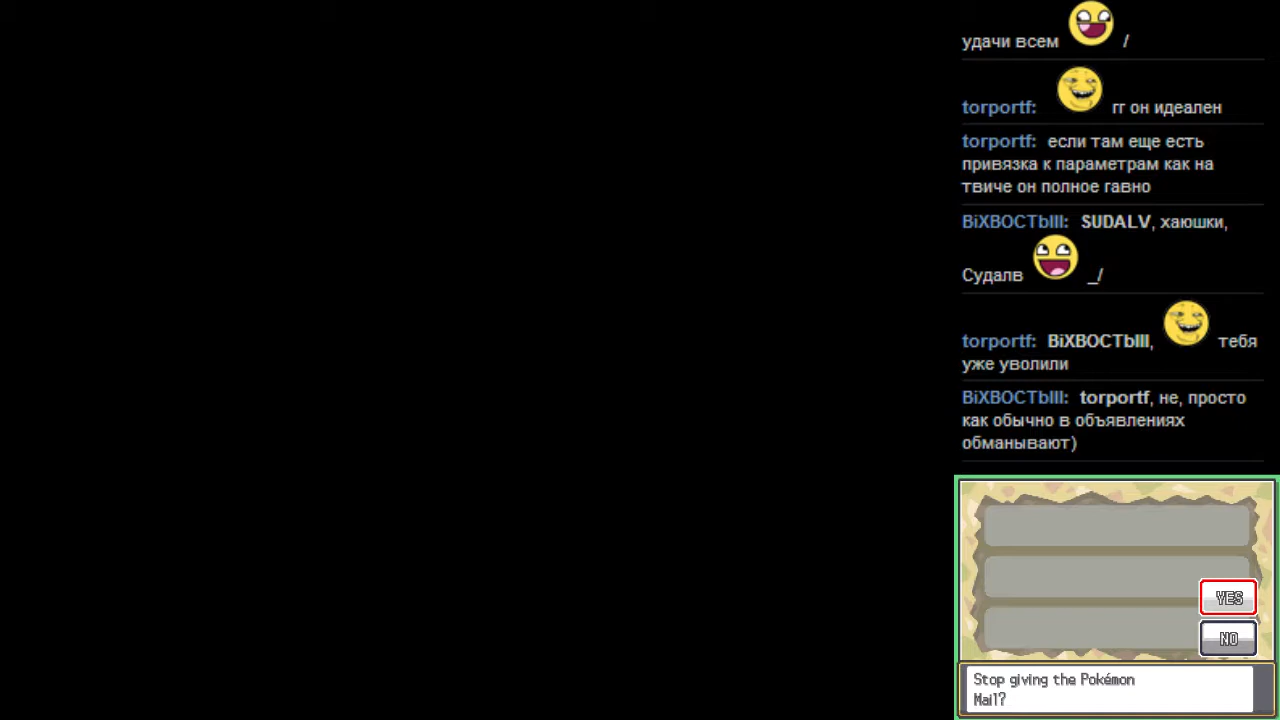 удачи всем /
torportf: гг он идеален
torportf: если там еще есть
привязка к параметрам как на
твиче он полное гавно
BiXBOCTbIII: SUDALV, хаюшки,
Судалв _/
torportf: BiXBOCTbIII, тебя
уже уволили
BiXBOCTbIII: torportf, не, просто
как обычно в объявлениях
обманывают)
YES
NO
Stop giving the Pokémon
Mail?